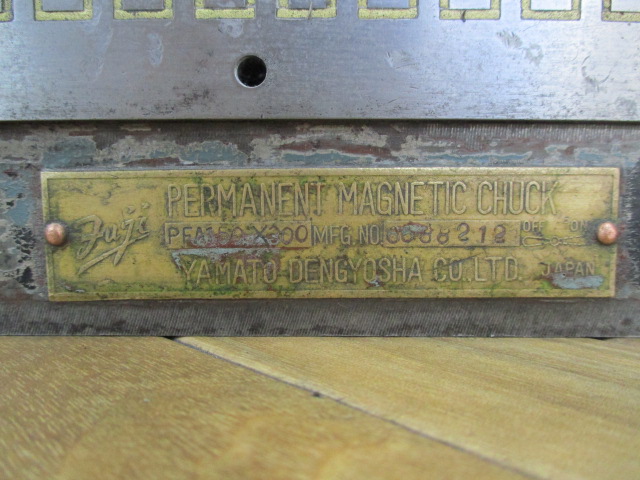 Fuji
PERMANENT MAGNETIC CHUCK
MFG. NO.
YAMATO DENGYOSHA CO. LTD. JAPAN